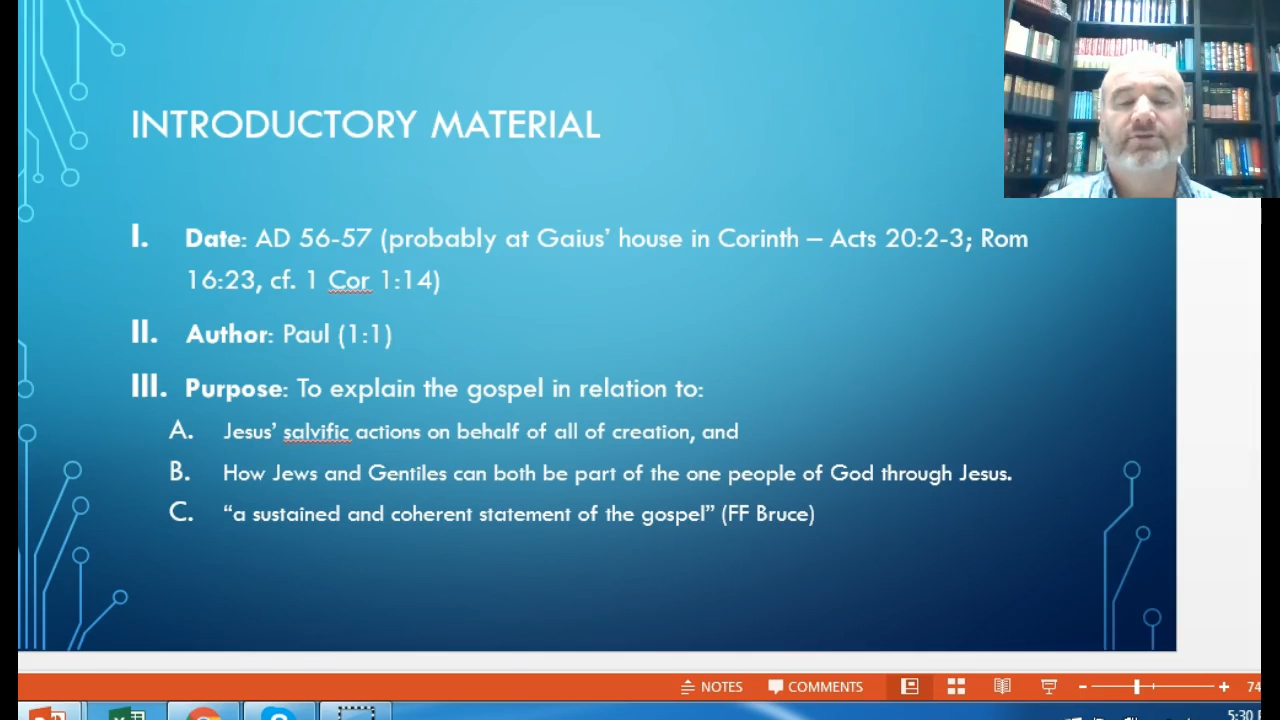 INTRODUCTORY MATERIAL
I. Date: AD 56-57 (probably at Gaius’ house in Corinth – Acts 20:2-3; Rom
16:23, cf. 1 Cor 1:14)
II. Author: Paul (1:1)
III. Purpose: To explain the gospel in relation to:
A. Jesus’ salvific actions on behalf of all of creation, and
B. How Jews and Gentiles can both be part of the one people of God through Jesus.
C. “a sustained and coherent statement of the gospel” (FF Bruce)
NOTES COMMENTS 74
5:30